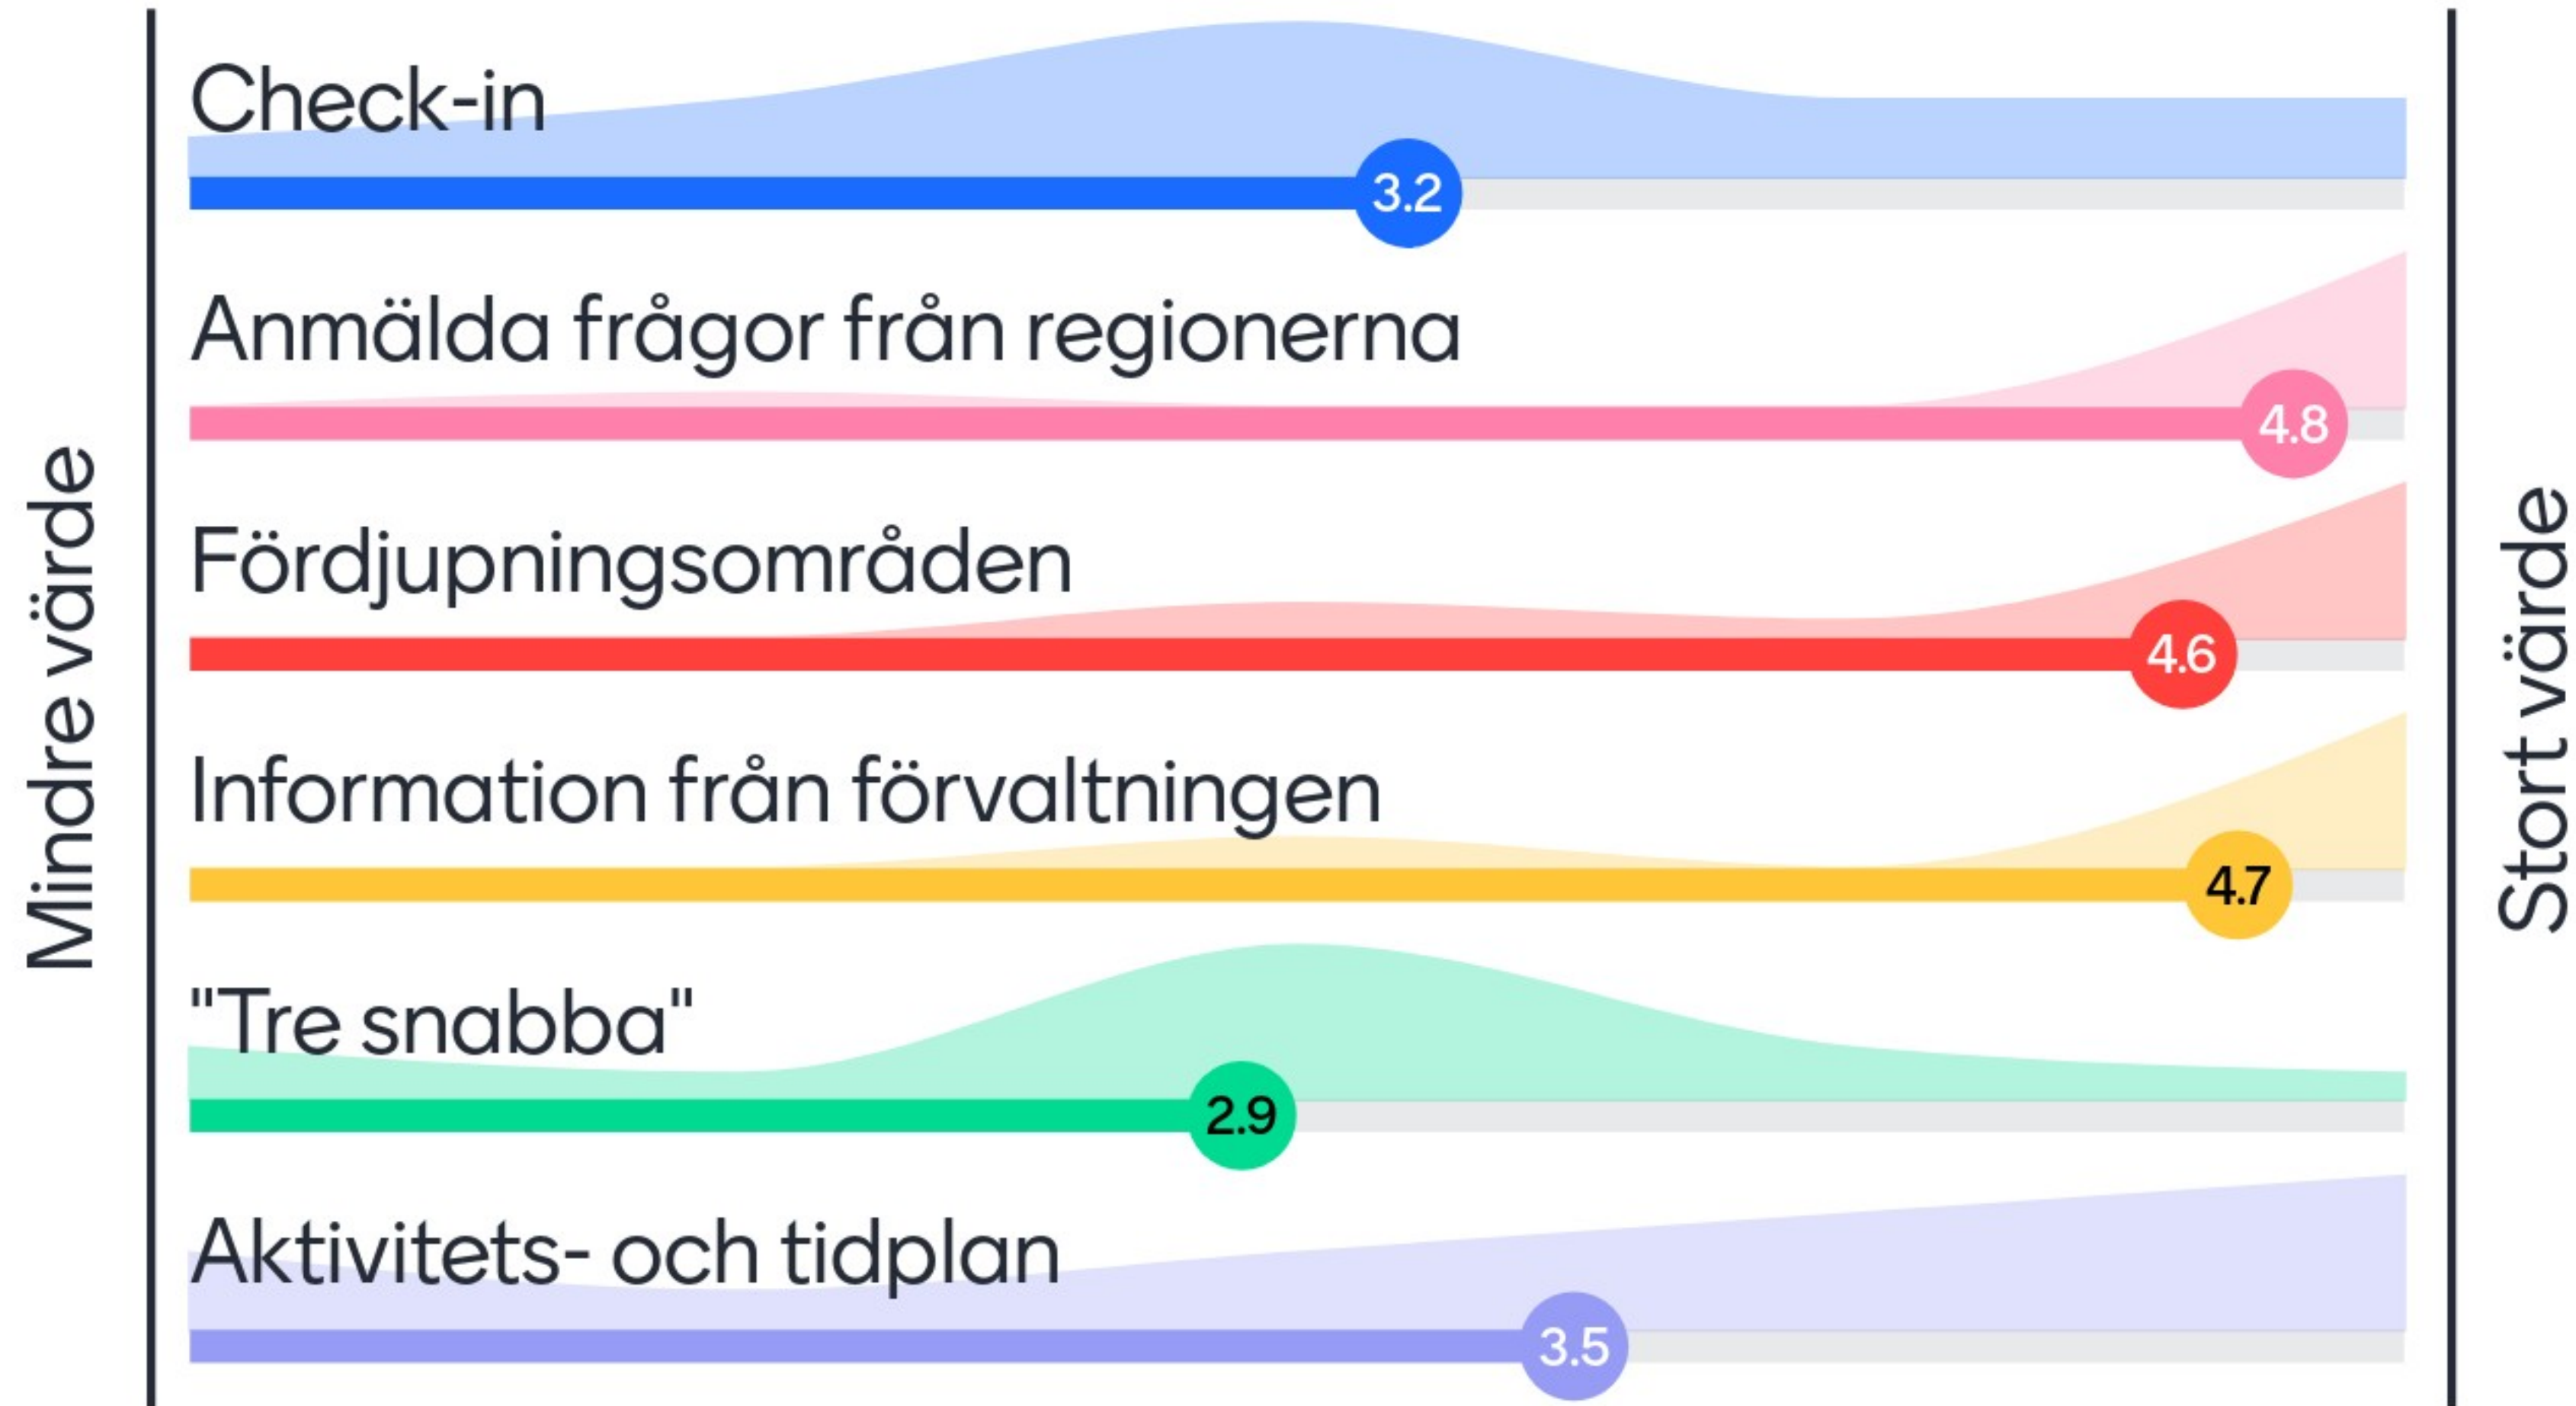 Mindre värde
Check-in
3.2
Anmälda frågor från regionerna
4.8
Fördjupningsområden
4.6
Information från förvaltningen
4.7
"Tre snabba"
2.9
Aktivitets- och tidplan
3.5
Stort värde